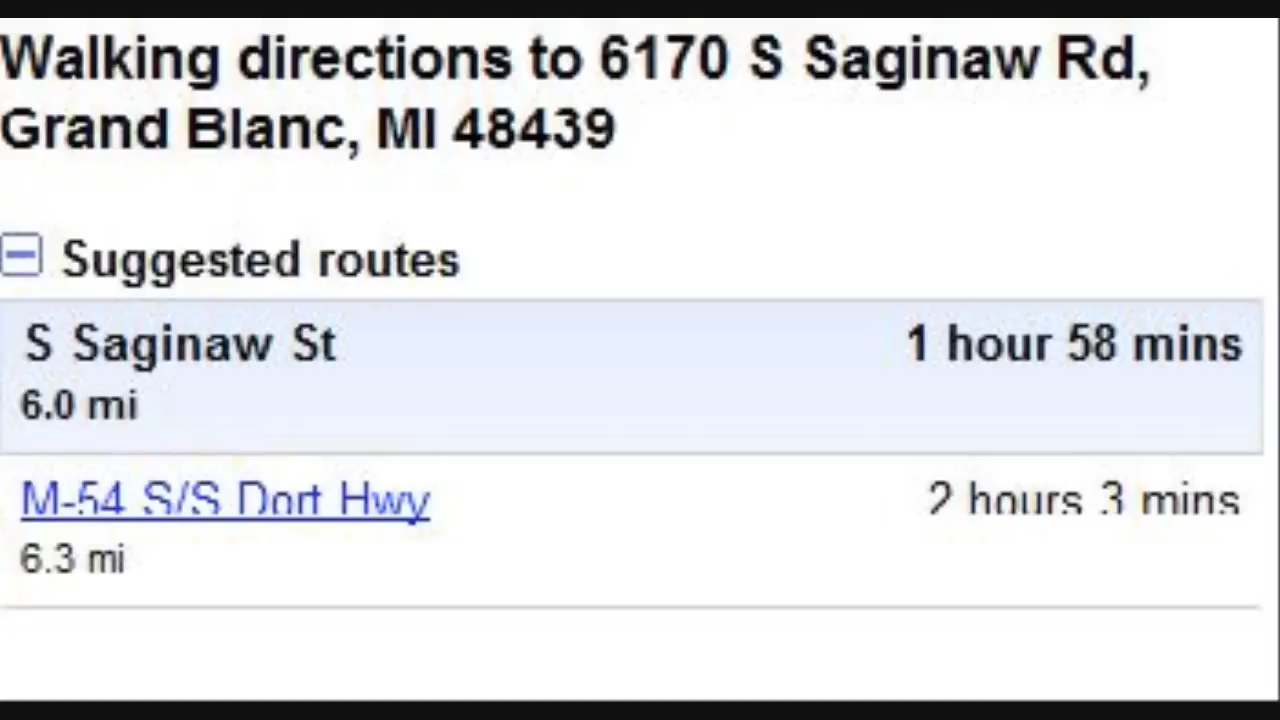 Walking directions to 6170 S Saginaw Rd,
Grand Blanc, MI 48439
Suggested routes
S Saginaw St 1 hour 58 mins
6.0 mi
M-54 S/S Dort Hwy 2 hours 3 mins
6.3 mi